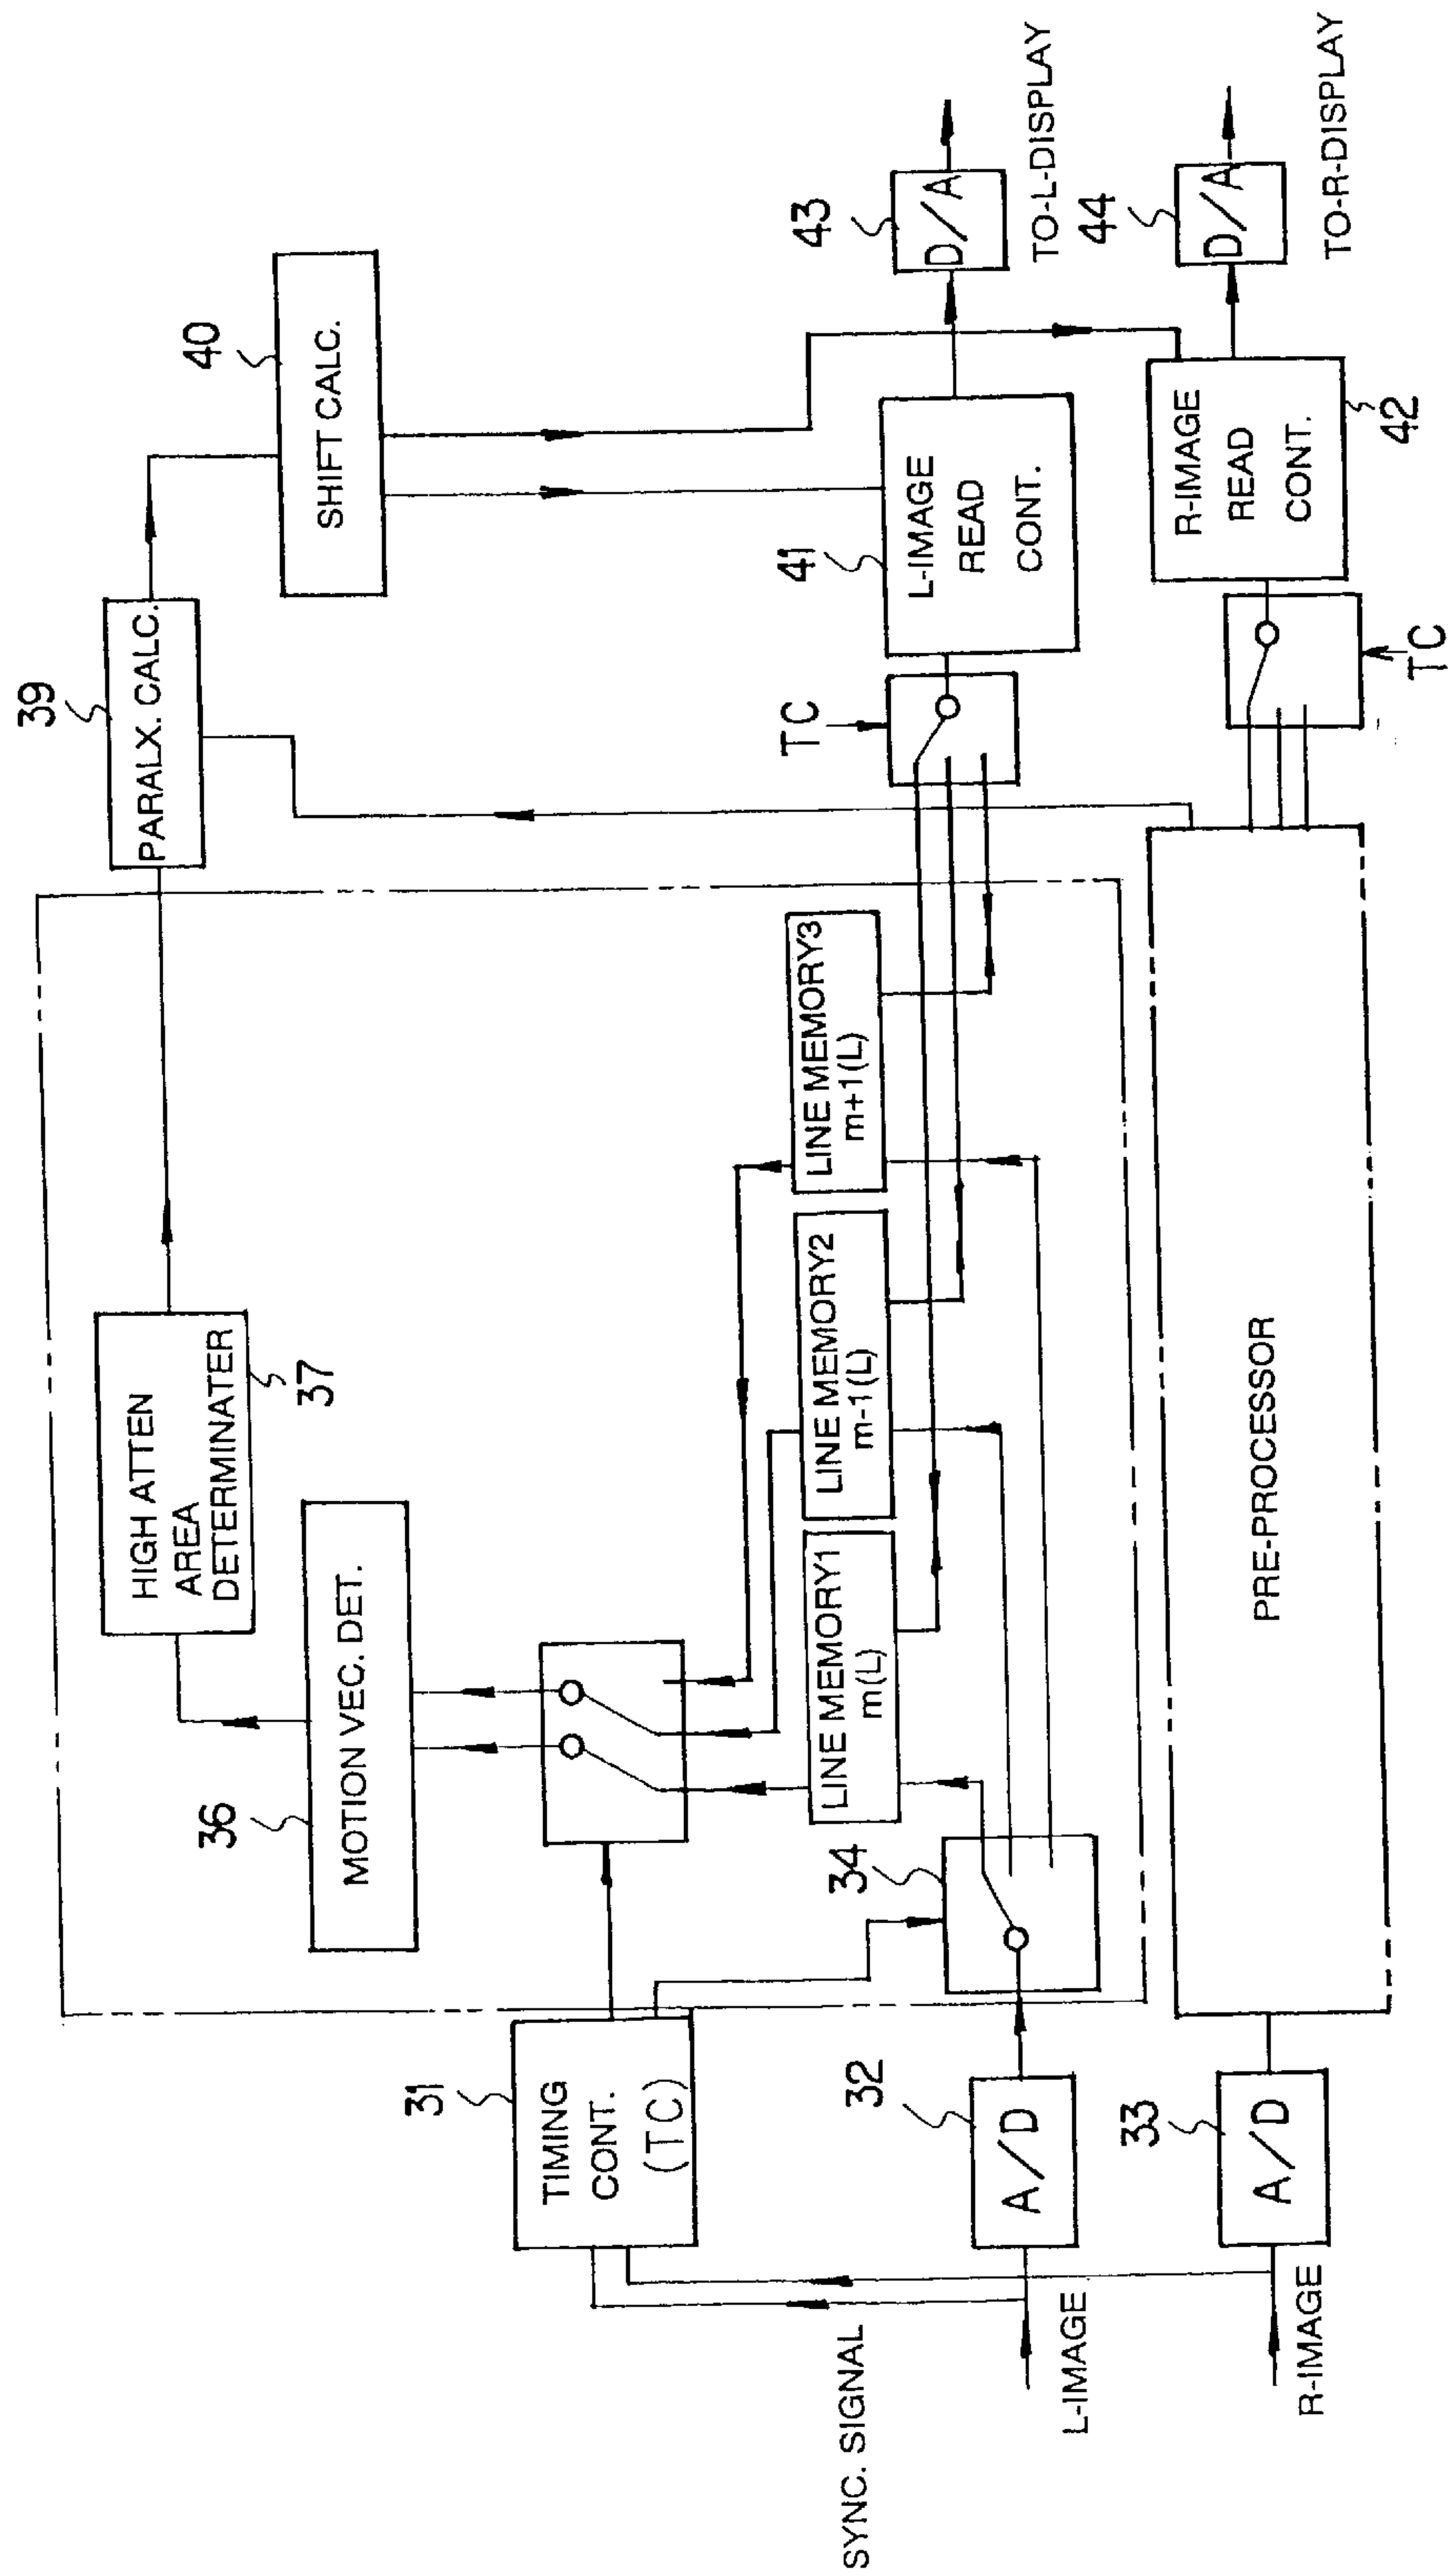 39
PARALX. CALC.
40
SHIFT CALC.
HIGH ATTEN
AREA
DETERMINATER
37
36
MOTION VEC. DET.
31
TIMING
CONT.
(TC)
SYNC. SIGNAL
LINE MEMORY1
m(L)
LINE MEMORY2
m-1(L)
LINE MEMORY3
m+1(L)
TC
41
L-IMAGE
READ
CONT.
43
D/A
TO-L-DISPLAY
34
32
A/D
L-IMAGE
33
A/D
R-IMAGE
PRE-PROCESSOR
TC
R-IMAGE
READ
CONT.
42
44
D/A
TO-R-DISPLAY